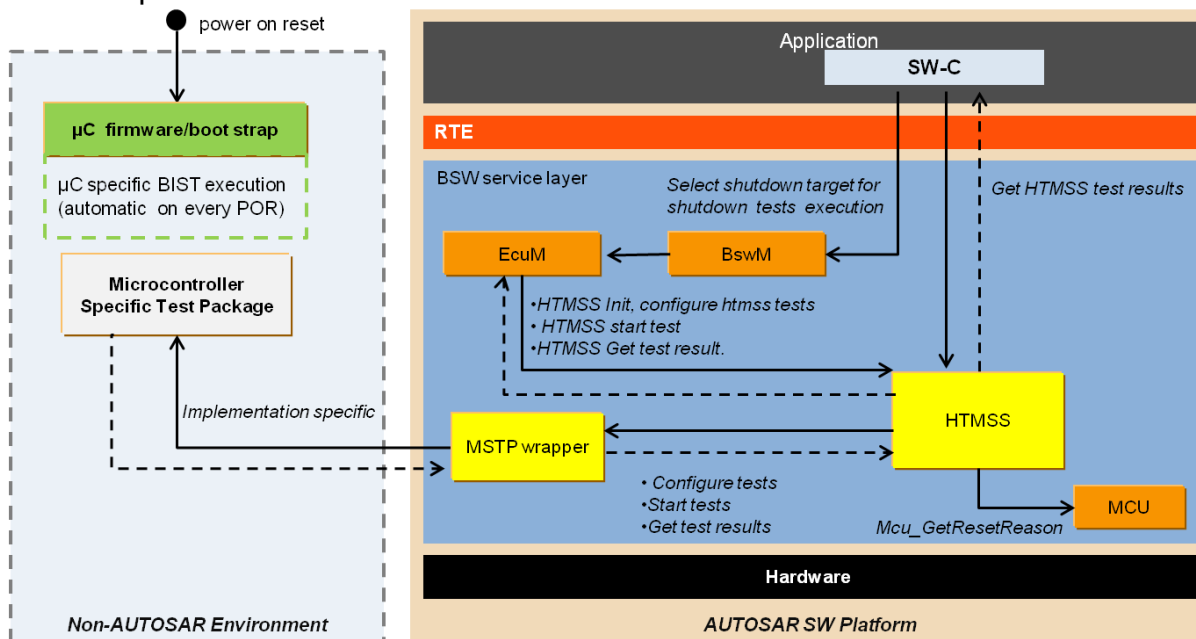 power on reset
µC firmware/boot strap
µC specific BIST execution
(automatic on every POR)
Microcontroller
Specific Test Package
Implementation specific
Non-AUTOSAR Environment
Application
SW-C
RTE
BSW service layer
Select shutdown target for
shutdown tests execution
Get HTMSS test results
EcuM
BswM
•HTMSS Init, configure htmss tests
• HTMSS start test
•HTMSS Get test result.
MSTP wrapper
HTMSS
• Configure tests
•Start tests
•Get test results
Mcu_GetResetReason
MCU
Hardware
AUTOSAR SW Platform